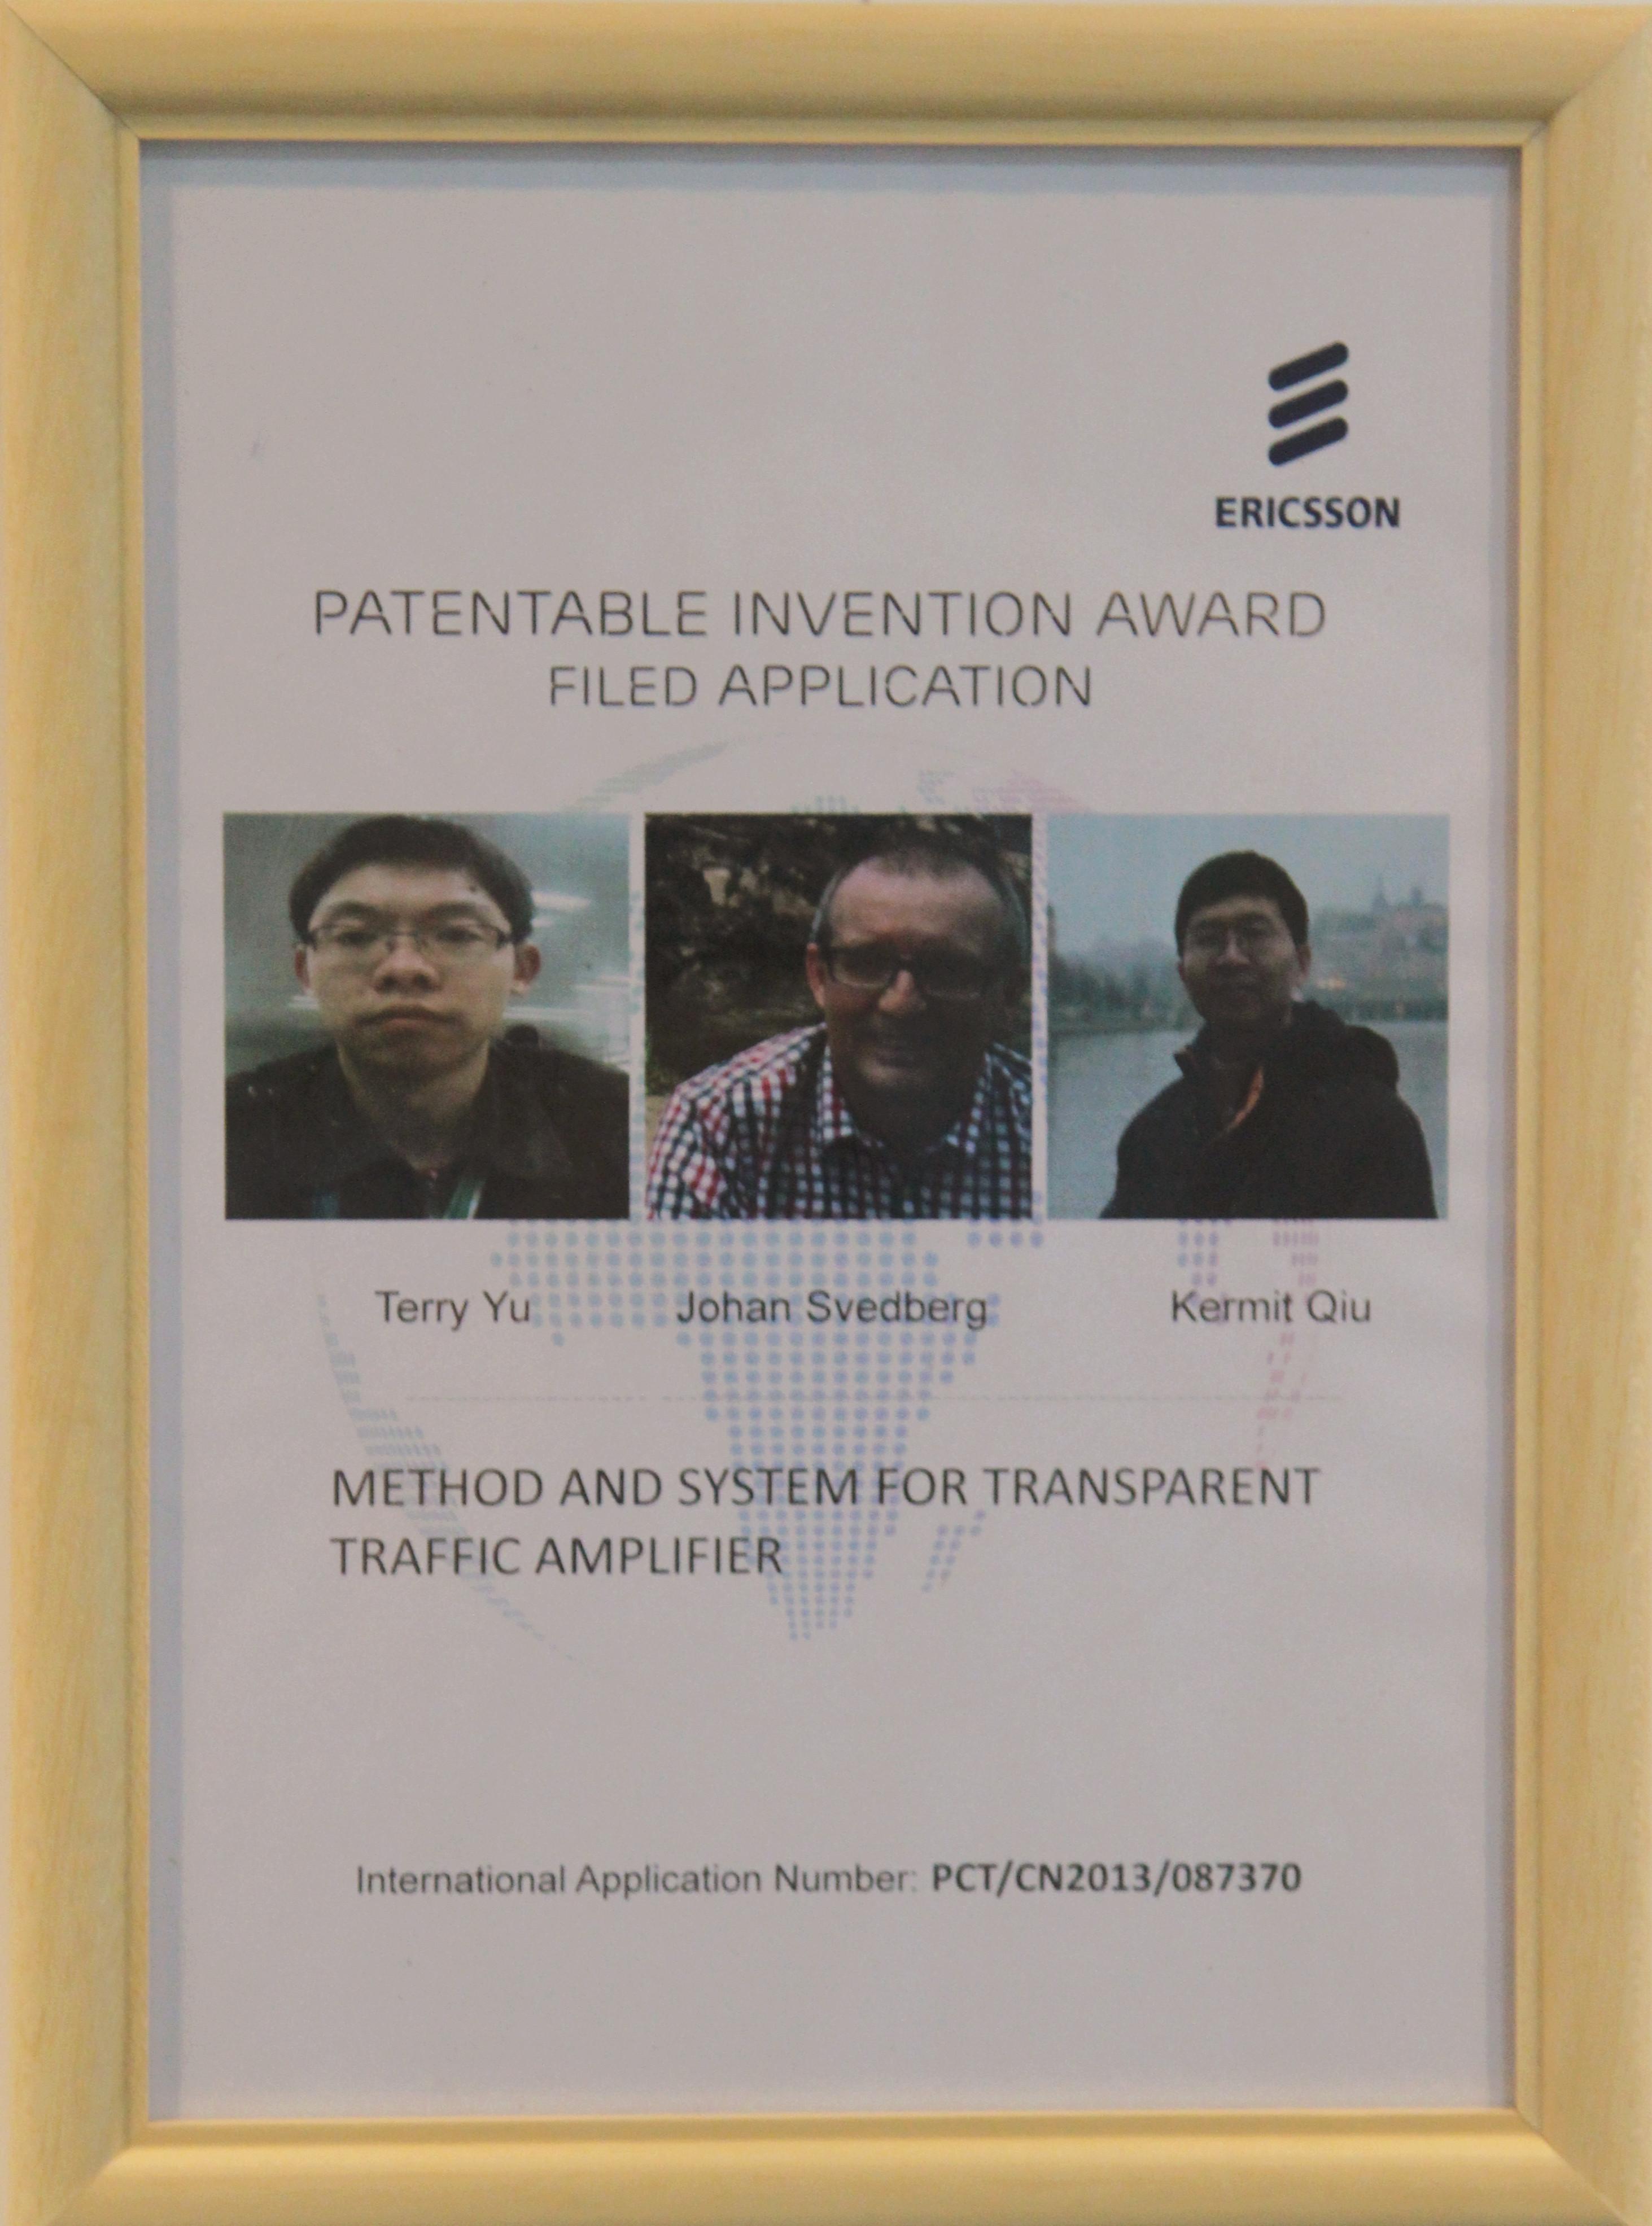 ERICSSON
PATENTABLE INVENTION AWARD
FILED APPLICATION
Terry Yu Johan Svedberg Kermit Qiu
METHOD AND SYSTEM FOR TRANSPARENT
TRAFFIC AMPLIFIER
International Application Number: PCT/CN2013/087370